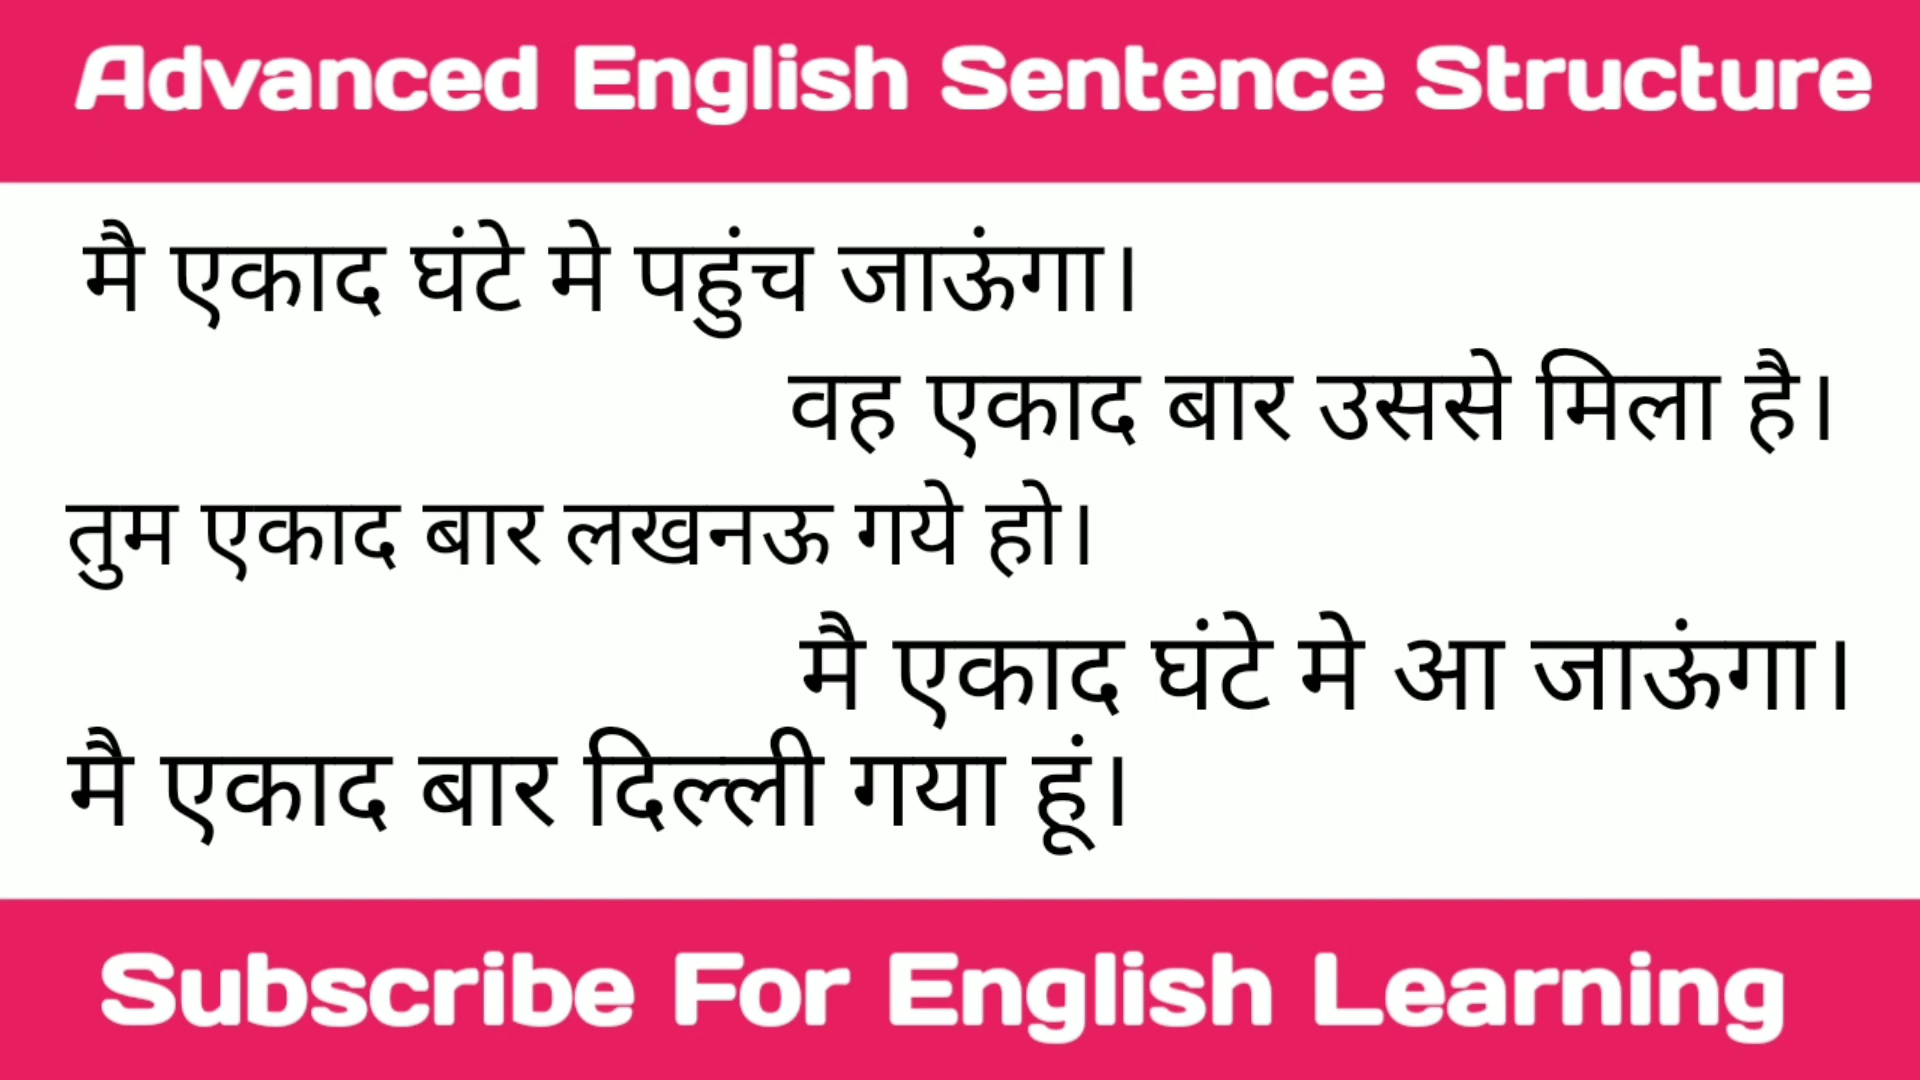 Advanced English Sentence Structure
मै एकाद घंटे मे पहुंच जाऊंगा।
वह एकाद बार उससे मिला है।
तुम एकाद बार लखनऊ गये हो।
मै एकाद घंटे मे आ जाऊंगा।
मै एकाद बार दिल्ली गया हूं।
Subscribe For English Learning